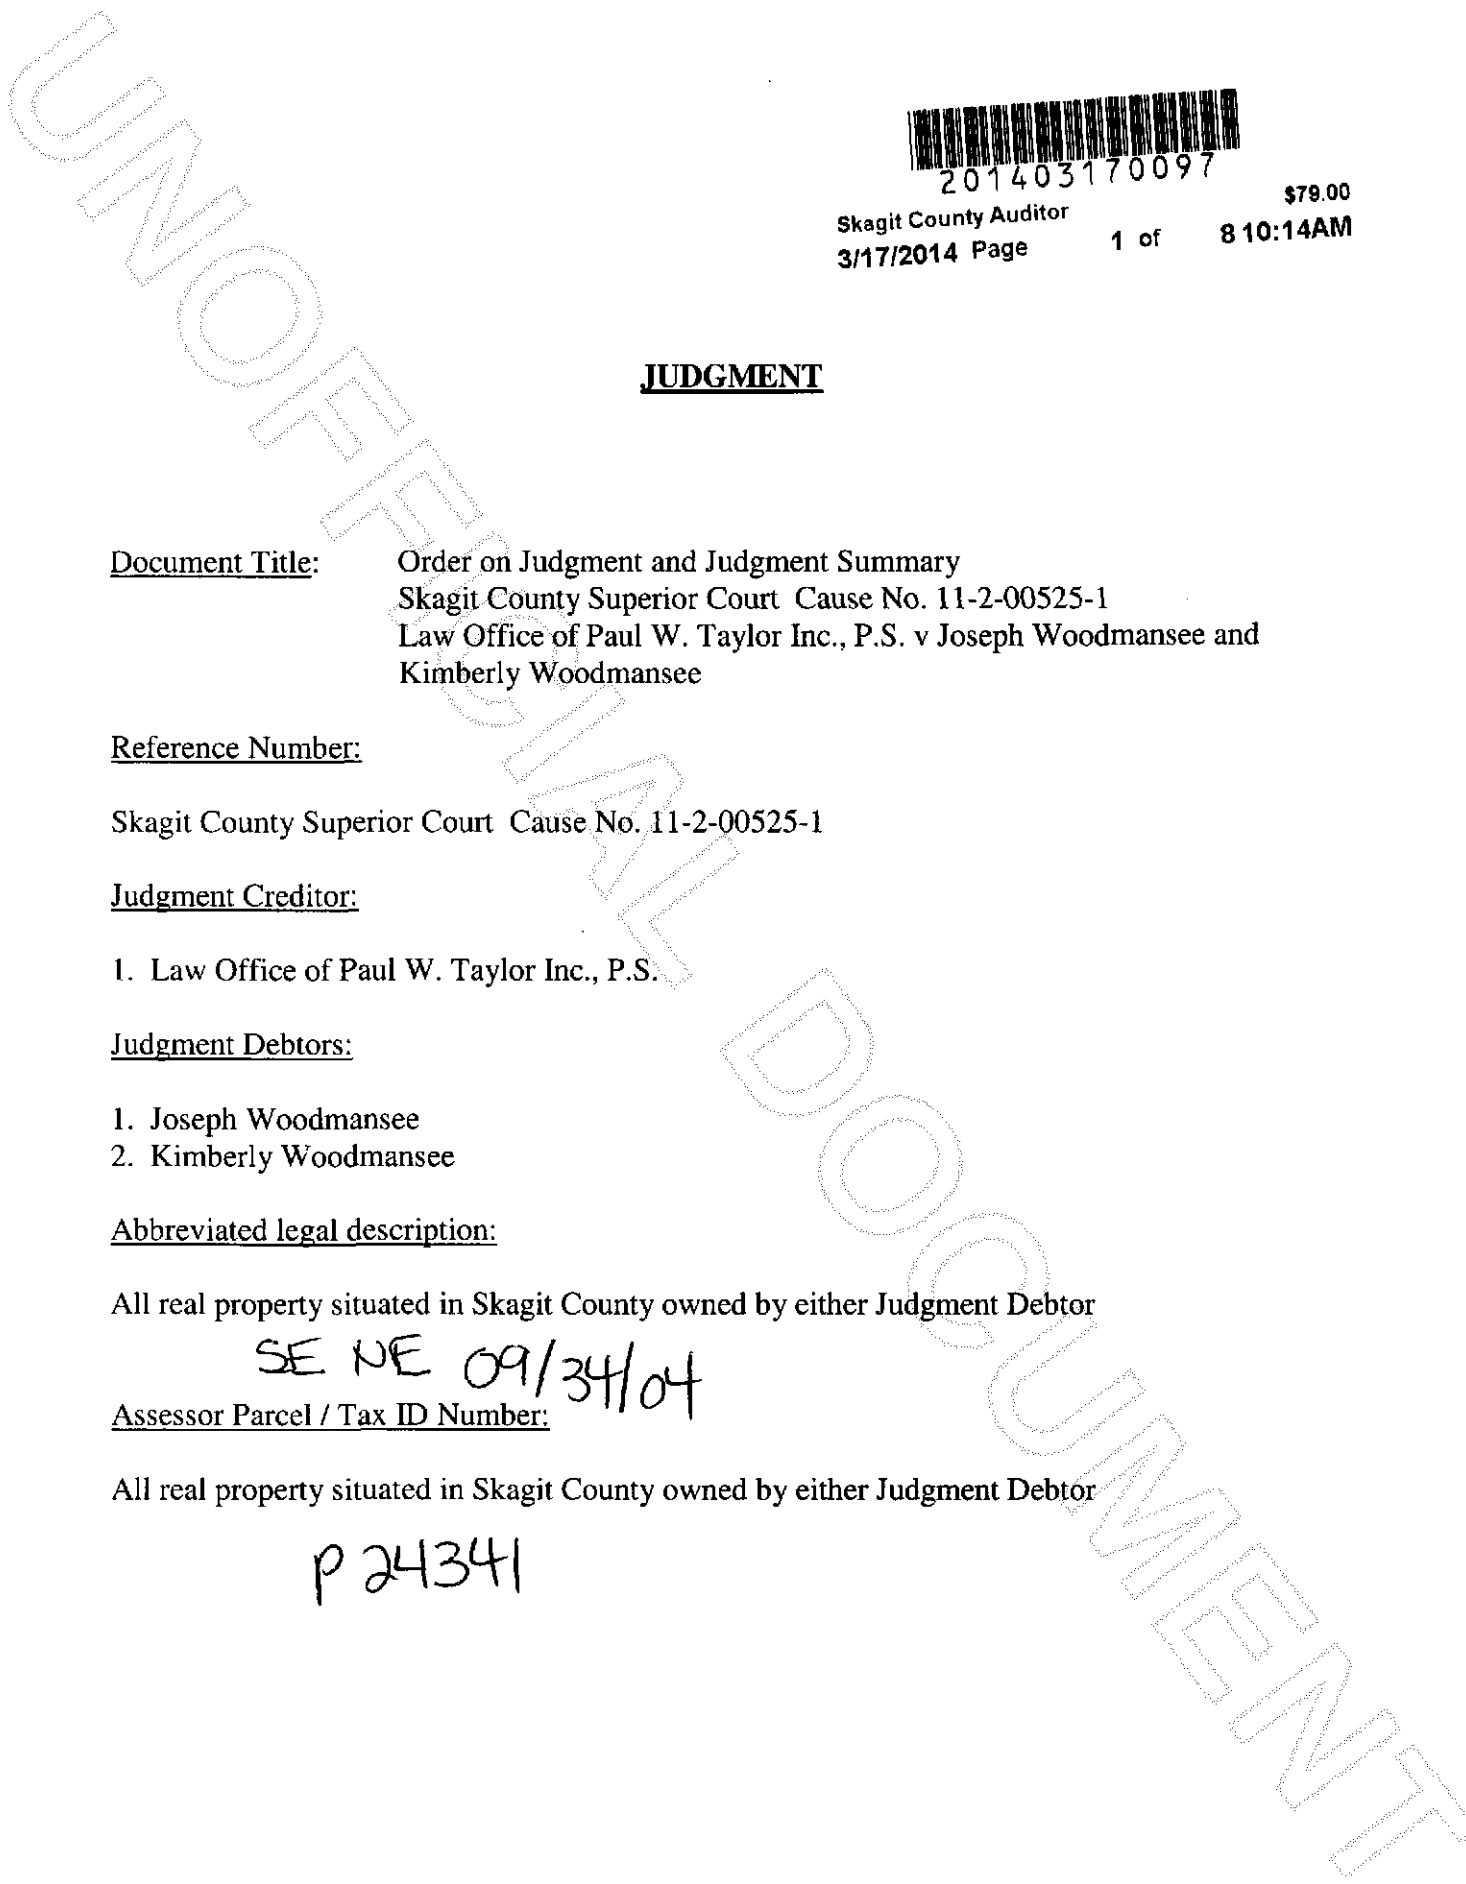 201403170097
$79.00
Skagit County Auditor
3/17/2014 Page 1 of 8 10:14AM
JUDGMENT
Document Title: Order on Judgment and Judgment Summary
Skagit County Superior Court Cause No. 11-2-00525-1
Law Office of Paul W. Taylor Inc., P.S. v Joseph Woodmansee and
Kimberly Woodmansee
Reference Number:
Skagit County Superior Court Cause No. 11-2-00525-1
Judgment Creditor:
1. Law Office of Paul W. Taylor Inc., P.S.
Judgment Debtors:
1. Joseph Woodmansee
2. Kimberly Woodmansee
Abbreviated legal description:
All real property situated in Skagit County owned by either Judgment Debtor
SE NE 09/34/04
Assessor Parcel / Tax ID Number:
All real property situated in Skagit County owned by either Judgment Debtor
P24341
UNOFFICIAL DOCUMENT